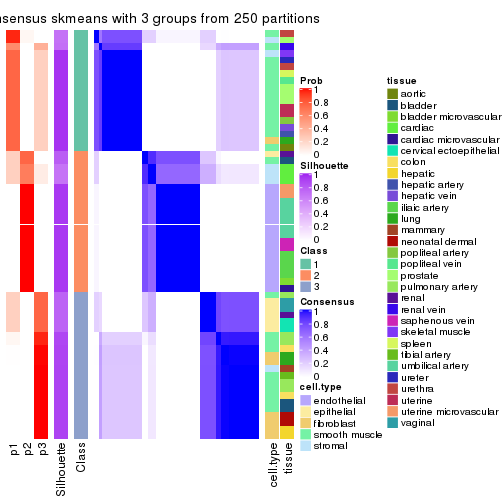 nsensus skmeans with 3 groups from 250 partitions
p1
p2
p3
Silhouette
Class
cell.type
tissue
Prob
1
0.8
0.6
0.4
0.2
0
Silhouette
1
0.8
0.6
0.4
0.2
0
Class
1
2
3
Consensus
1
0.8
0.6
0.4
0.2
0
cell.type
endothelial
epithelial
fibroblast
smooth muscle
stromal
tissue
aortic
bladder
bladder microvascular
cardiac
cardiac microvascular
cervical ectoepithelial
colon
hepatic
hepatic artery
hepatic vein
iliaic artery
lung
mammary
neonatal dermal
popliteal artery
popliteal vein
prostate
pulmonary artery
renal
renal vein
saphenous vein
skeletal muscle
spleen
tibial artery
umbilical artery
ureter
urethra
uterine
uterine microvascular
vaginal